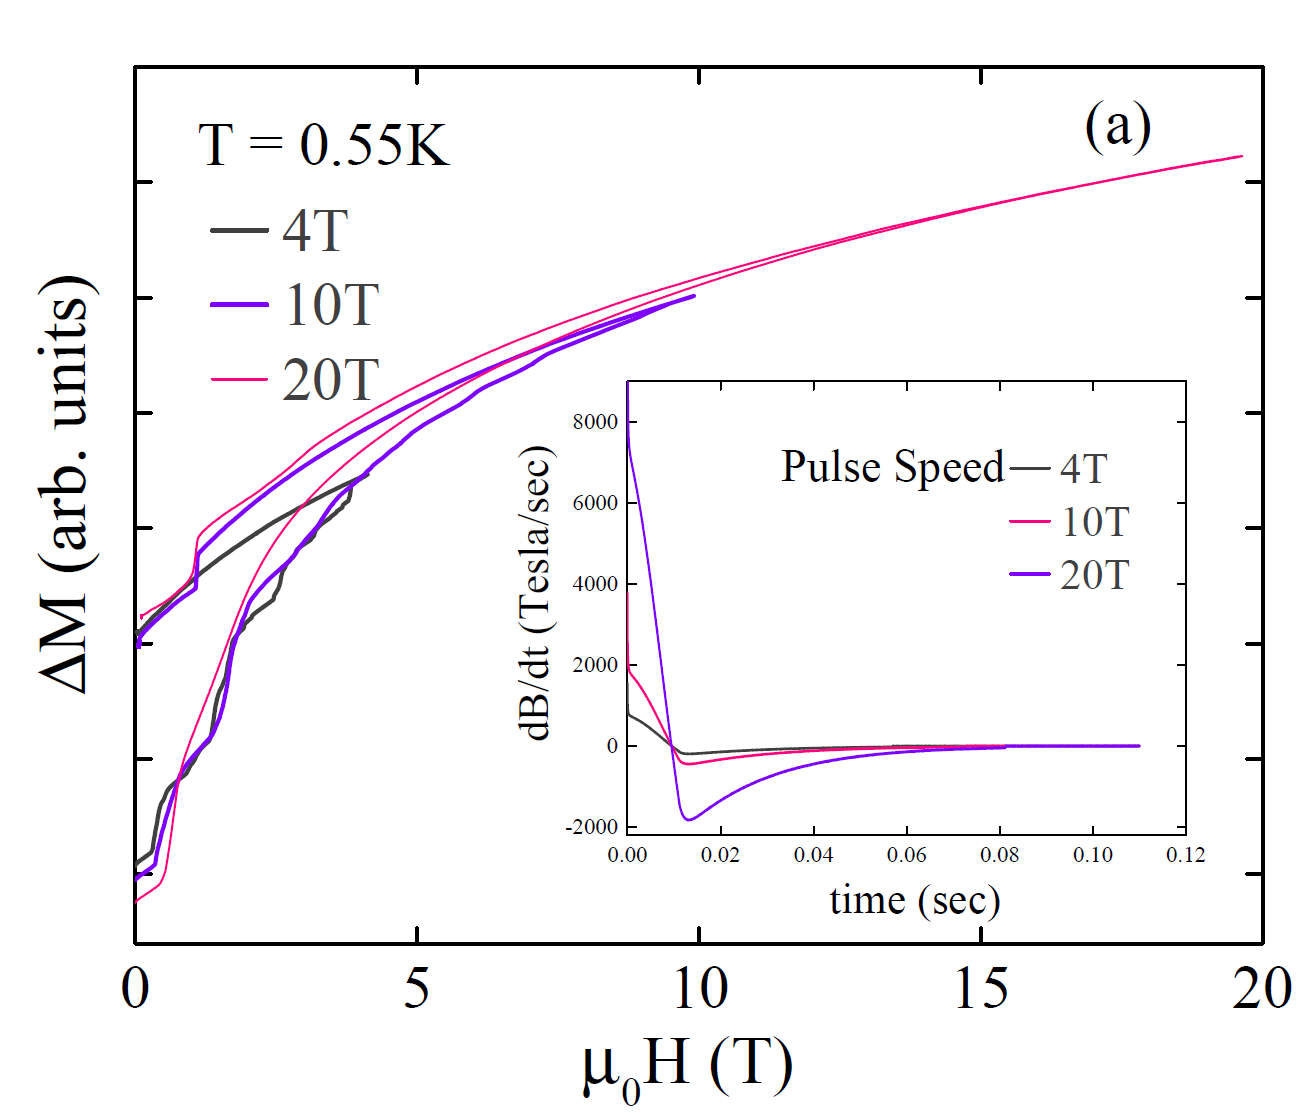 (a)
T = 0.55K
4T
10T
20T
ΔM (arb. units)
0 5 10 15 20
μ₀H (T)
Pulse Speed
4T
10T
20T
dB/dt (Tesla/sec)
8000
6000
4000
2000
0
-2000
0.00 0.02 0.04 0.06 0.08 0.10 0.12
time (sec)